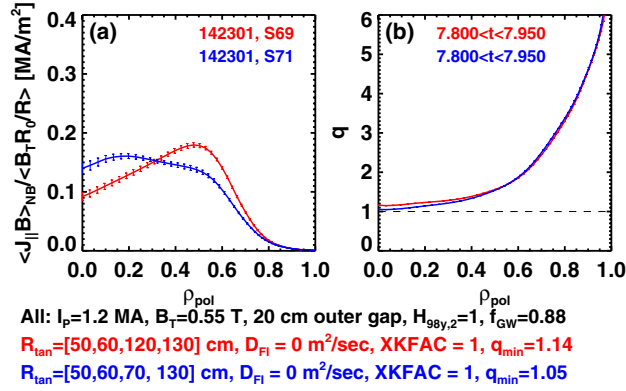 <J||B>NB/<BTR0/R> [MA/m²]
0.4
0.3
0.2
0.1
0.0
(a)
142301, S69
142301, S71
0.0 0.2 0.4 0.6 0.8 1.0
ρpol
q
6
5
4
3
2
1
0
(b)
7.800<t<7.950
7.800<t<7.950
0.0 0.2 0.4 0.6 0.8 1.0
ρpol
All: IP=1.2 MA, BT=0.55 T, 20 cm outer gap, H98y,2=1, fGW=0.88
Rtan=[50,60,120,130] cm, DFI = 0 m²/sec, XKFAC = 1, qmin=1.14
Rtan=[50,60,70, 130] cm, DFI = 0 m²/sec, XKFAC = 1, qmin=1.05